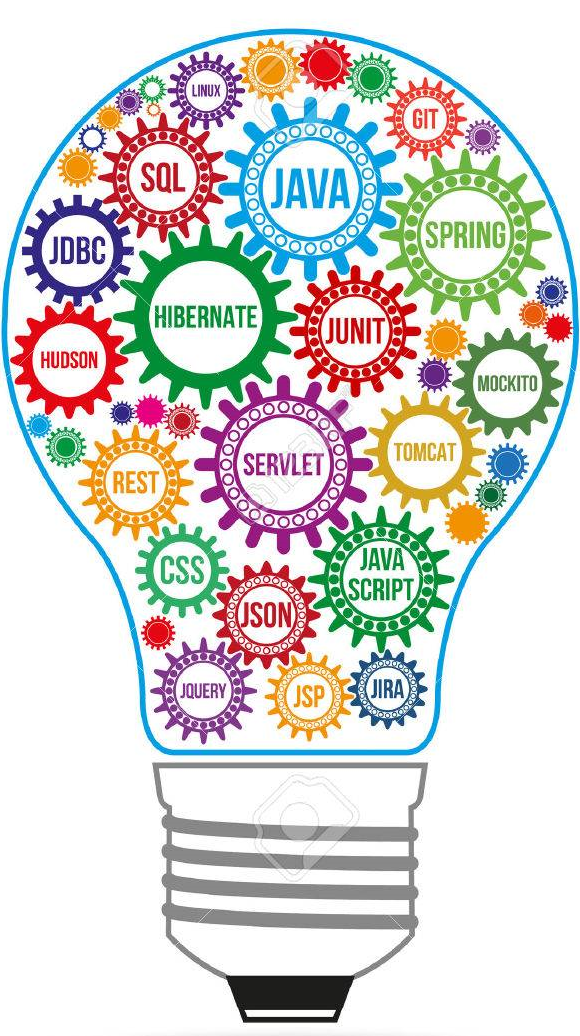 LINUX
GIT
SQL
JAVA
SPRING
JDBC
HIBERNATE
JUNIT
HUDSON
MOCKITO
SERVLET
TOMCAT
REST
CSS
JAVA
SCRIPT
JSON
JQUERY
JSP
JIRA